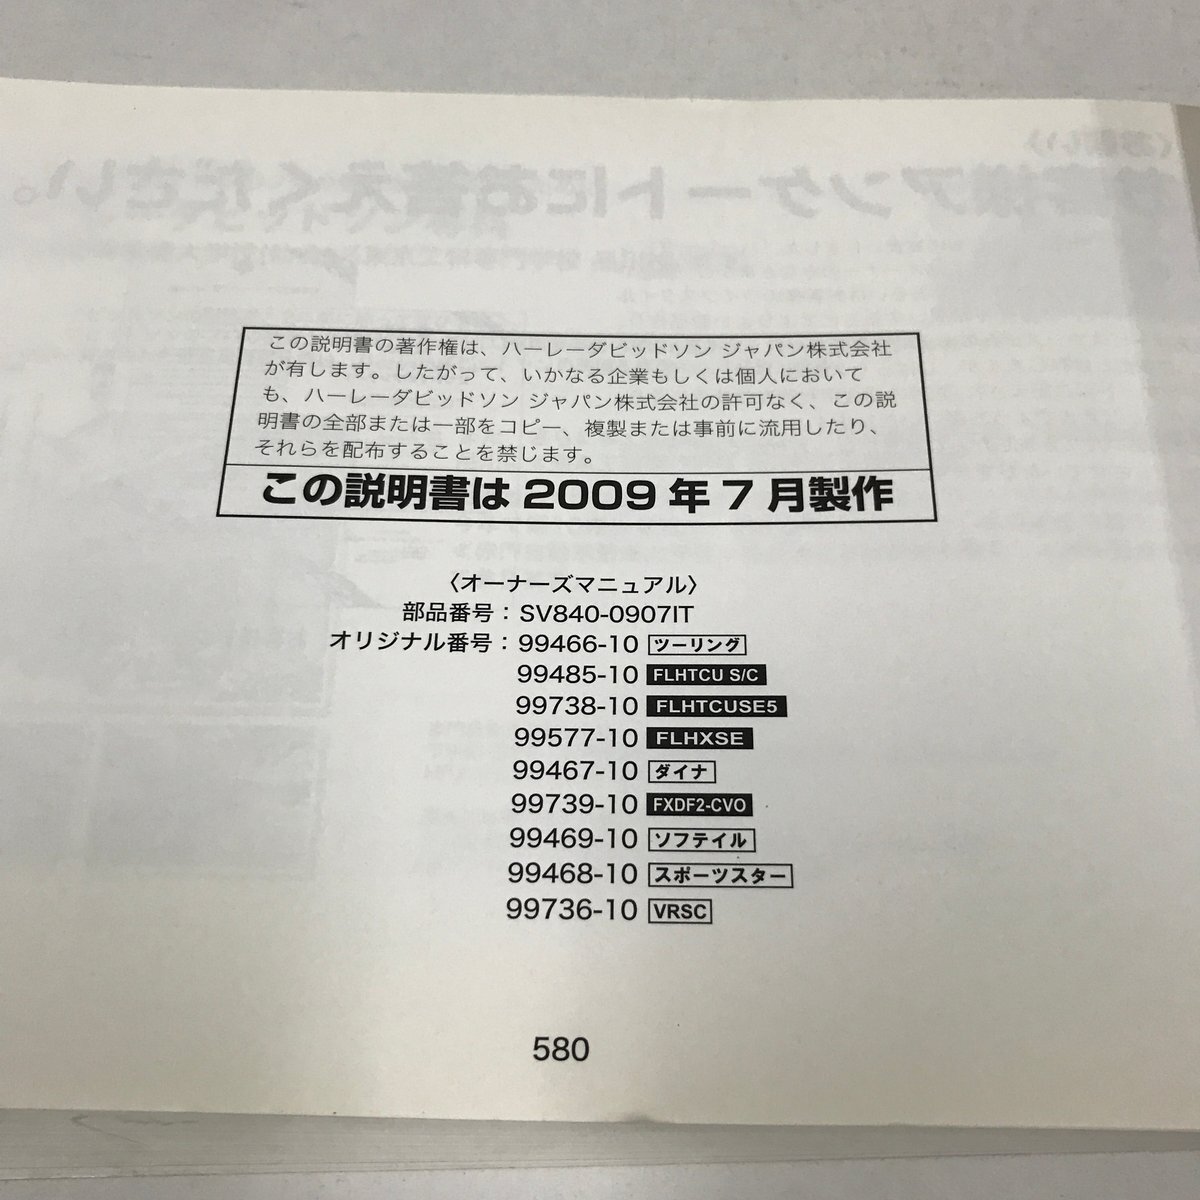 この説明書の著作権は、ハーレーダビッドソン ジャパン株式会社
が有します。したがって、いかなる企業もしくは個人において
も、ハーレーダビッドソン ジャパン株式会社の許可なく、この説
明書の全部または一部をコピー、複製または事前に流用したり、
それらを配布することを禁じます。
この説明書は 2009 年 7 月製作
〈オーナーズマニュアル〉
部品番号：SV840-0907IT
オリジナル番号：99466-10 ツーリング
99485-10 FLHTCU S/C
99738-10 FLHTCUSE5
99577-10 FLHXSE
99467-10 ダイナ
99739-10 FXDF2-CVO
99469-10 ソフテイル
99468-10 スポーツスター
99736-10 VRSC
580